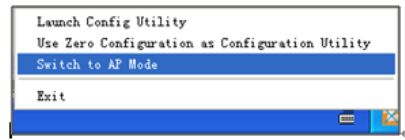 Launch Config Utility
Use Zero Configuration as Configuration Utility
Switch to AP Mode
Exit